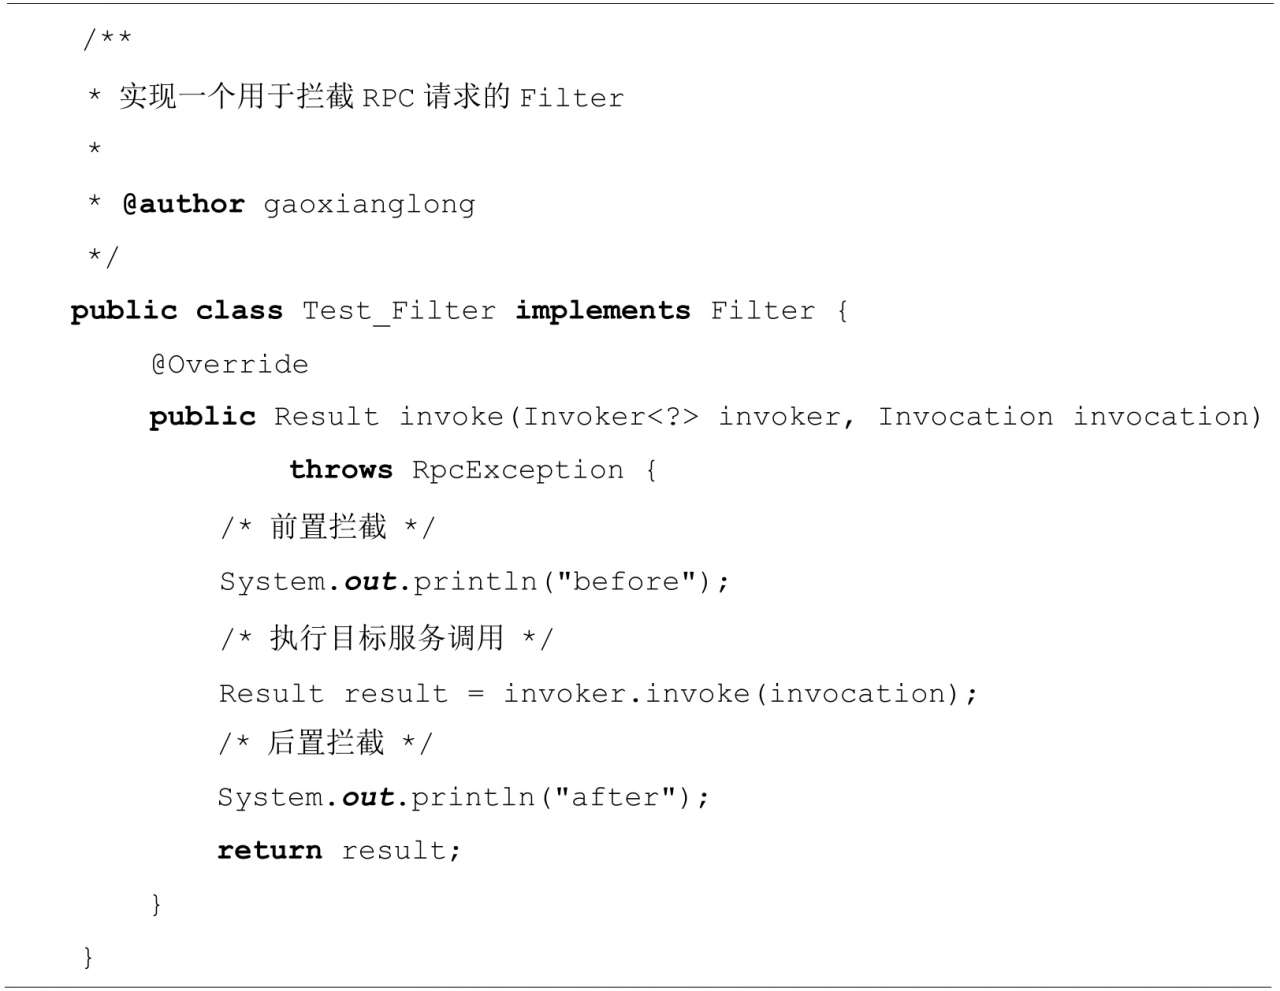 /**
* 实现一个用于拦截 RPC 请求的 Filter
*
* @author gaoxianglong
*/
public class Test_Filter implements Filter {
@Override
public Result invoke(Invoker<?> invoker, Invocation invocation)
throws RpcException {
/* 前置拦截 */
System.out.println("before");
/* 执行目标服务调用 */
Result result = invoker.invoke(invocation);
/* 后置拦截 */
System.out.println("after");
return result;
}
}